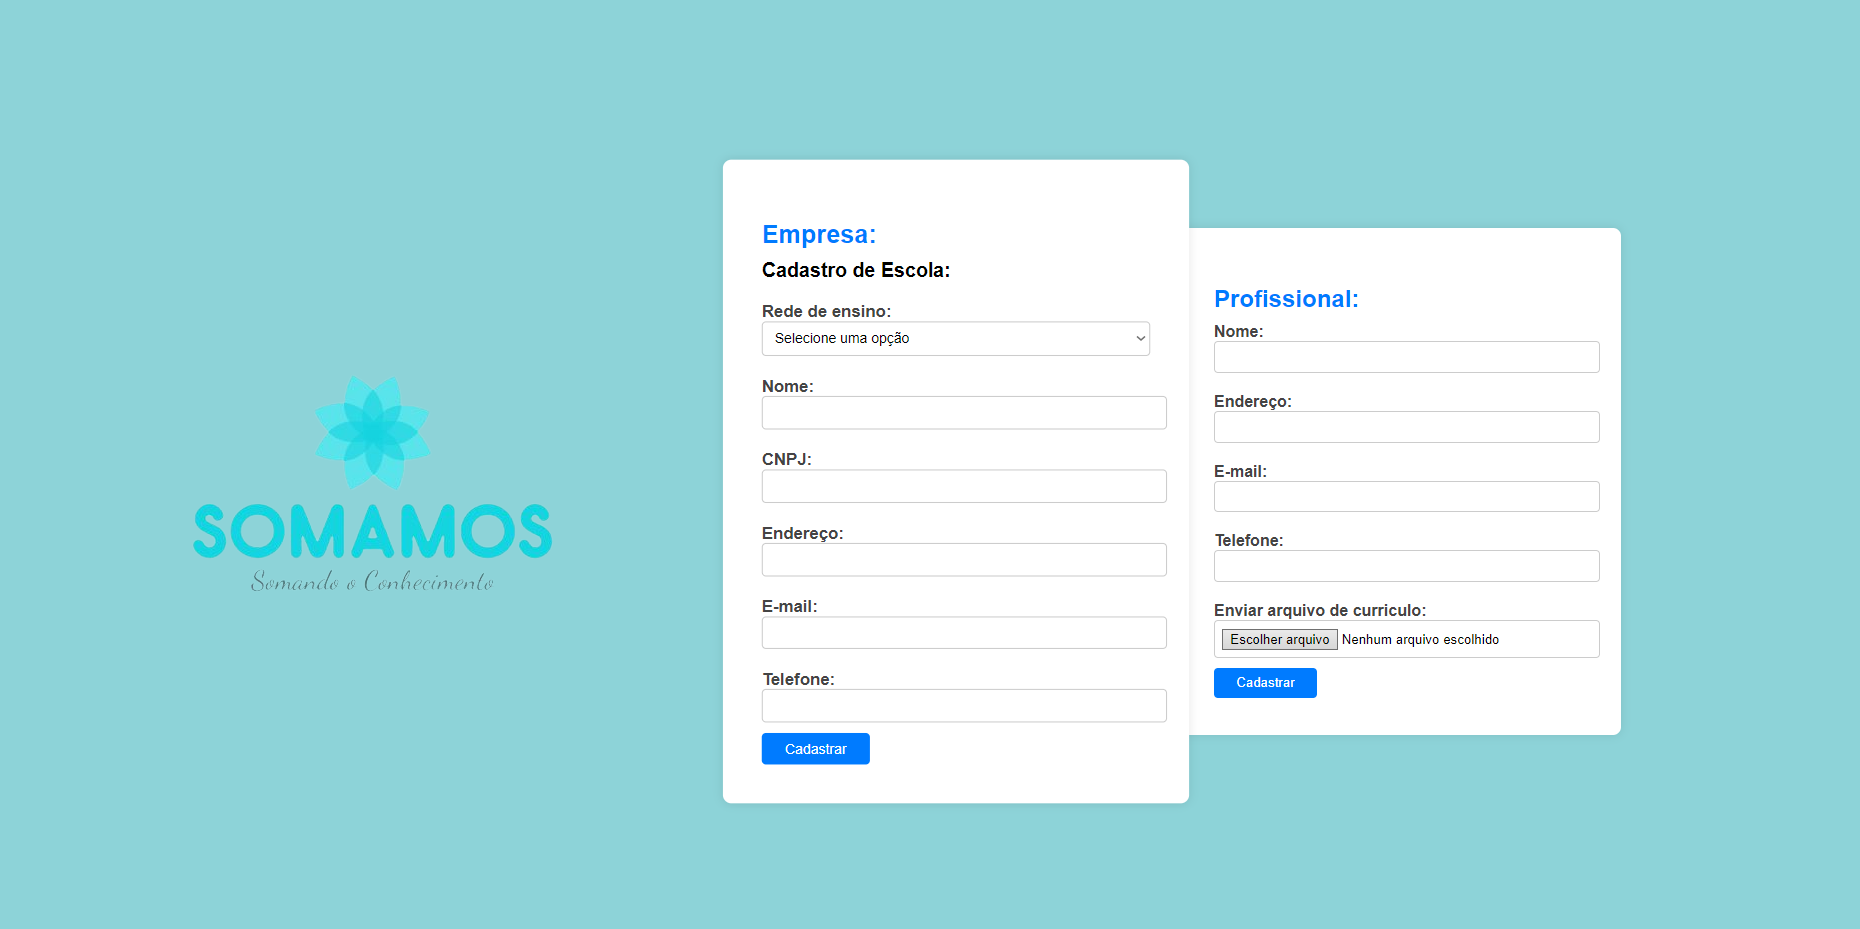 SOMAMOS
Somando o Conhecimento
Empresa:
Cadastro de Escola:
Rede de ensino:
Selecione uma opção
Nome:
CNPJ:
Endereço:
E-mail:
Telefone:
Cadastrar
Profissional:
Nome:
Endereço:
E-mail:
Telefone:
Enviar arquivo de curriculo:
Escolher arquivo Nenhum arquivo escolhido
Cadastrar